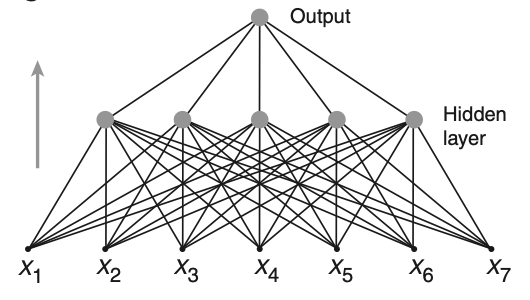 Output
Hidden
layer
x₁ x₂ x₃ x₄ x₅ x₆ x₇